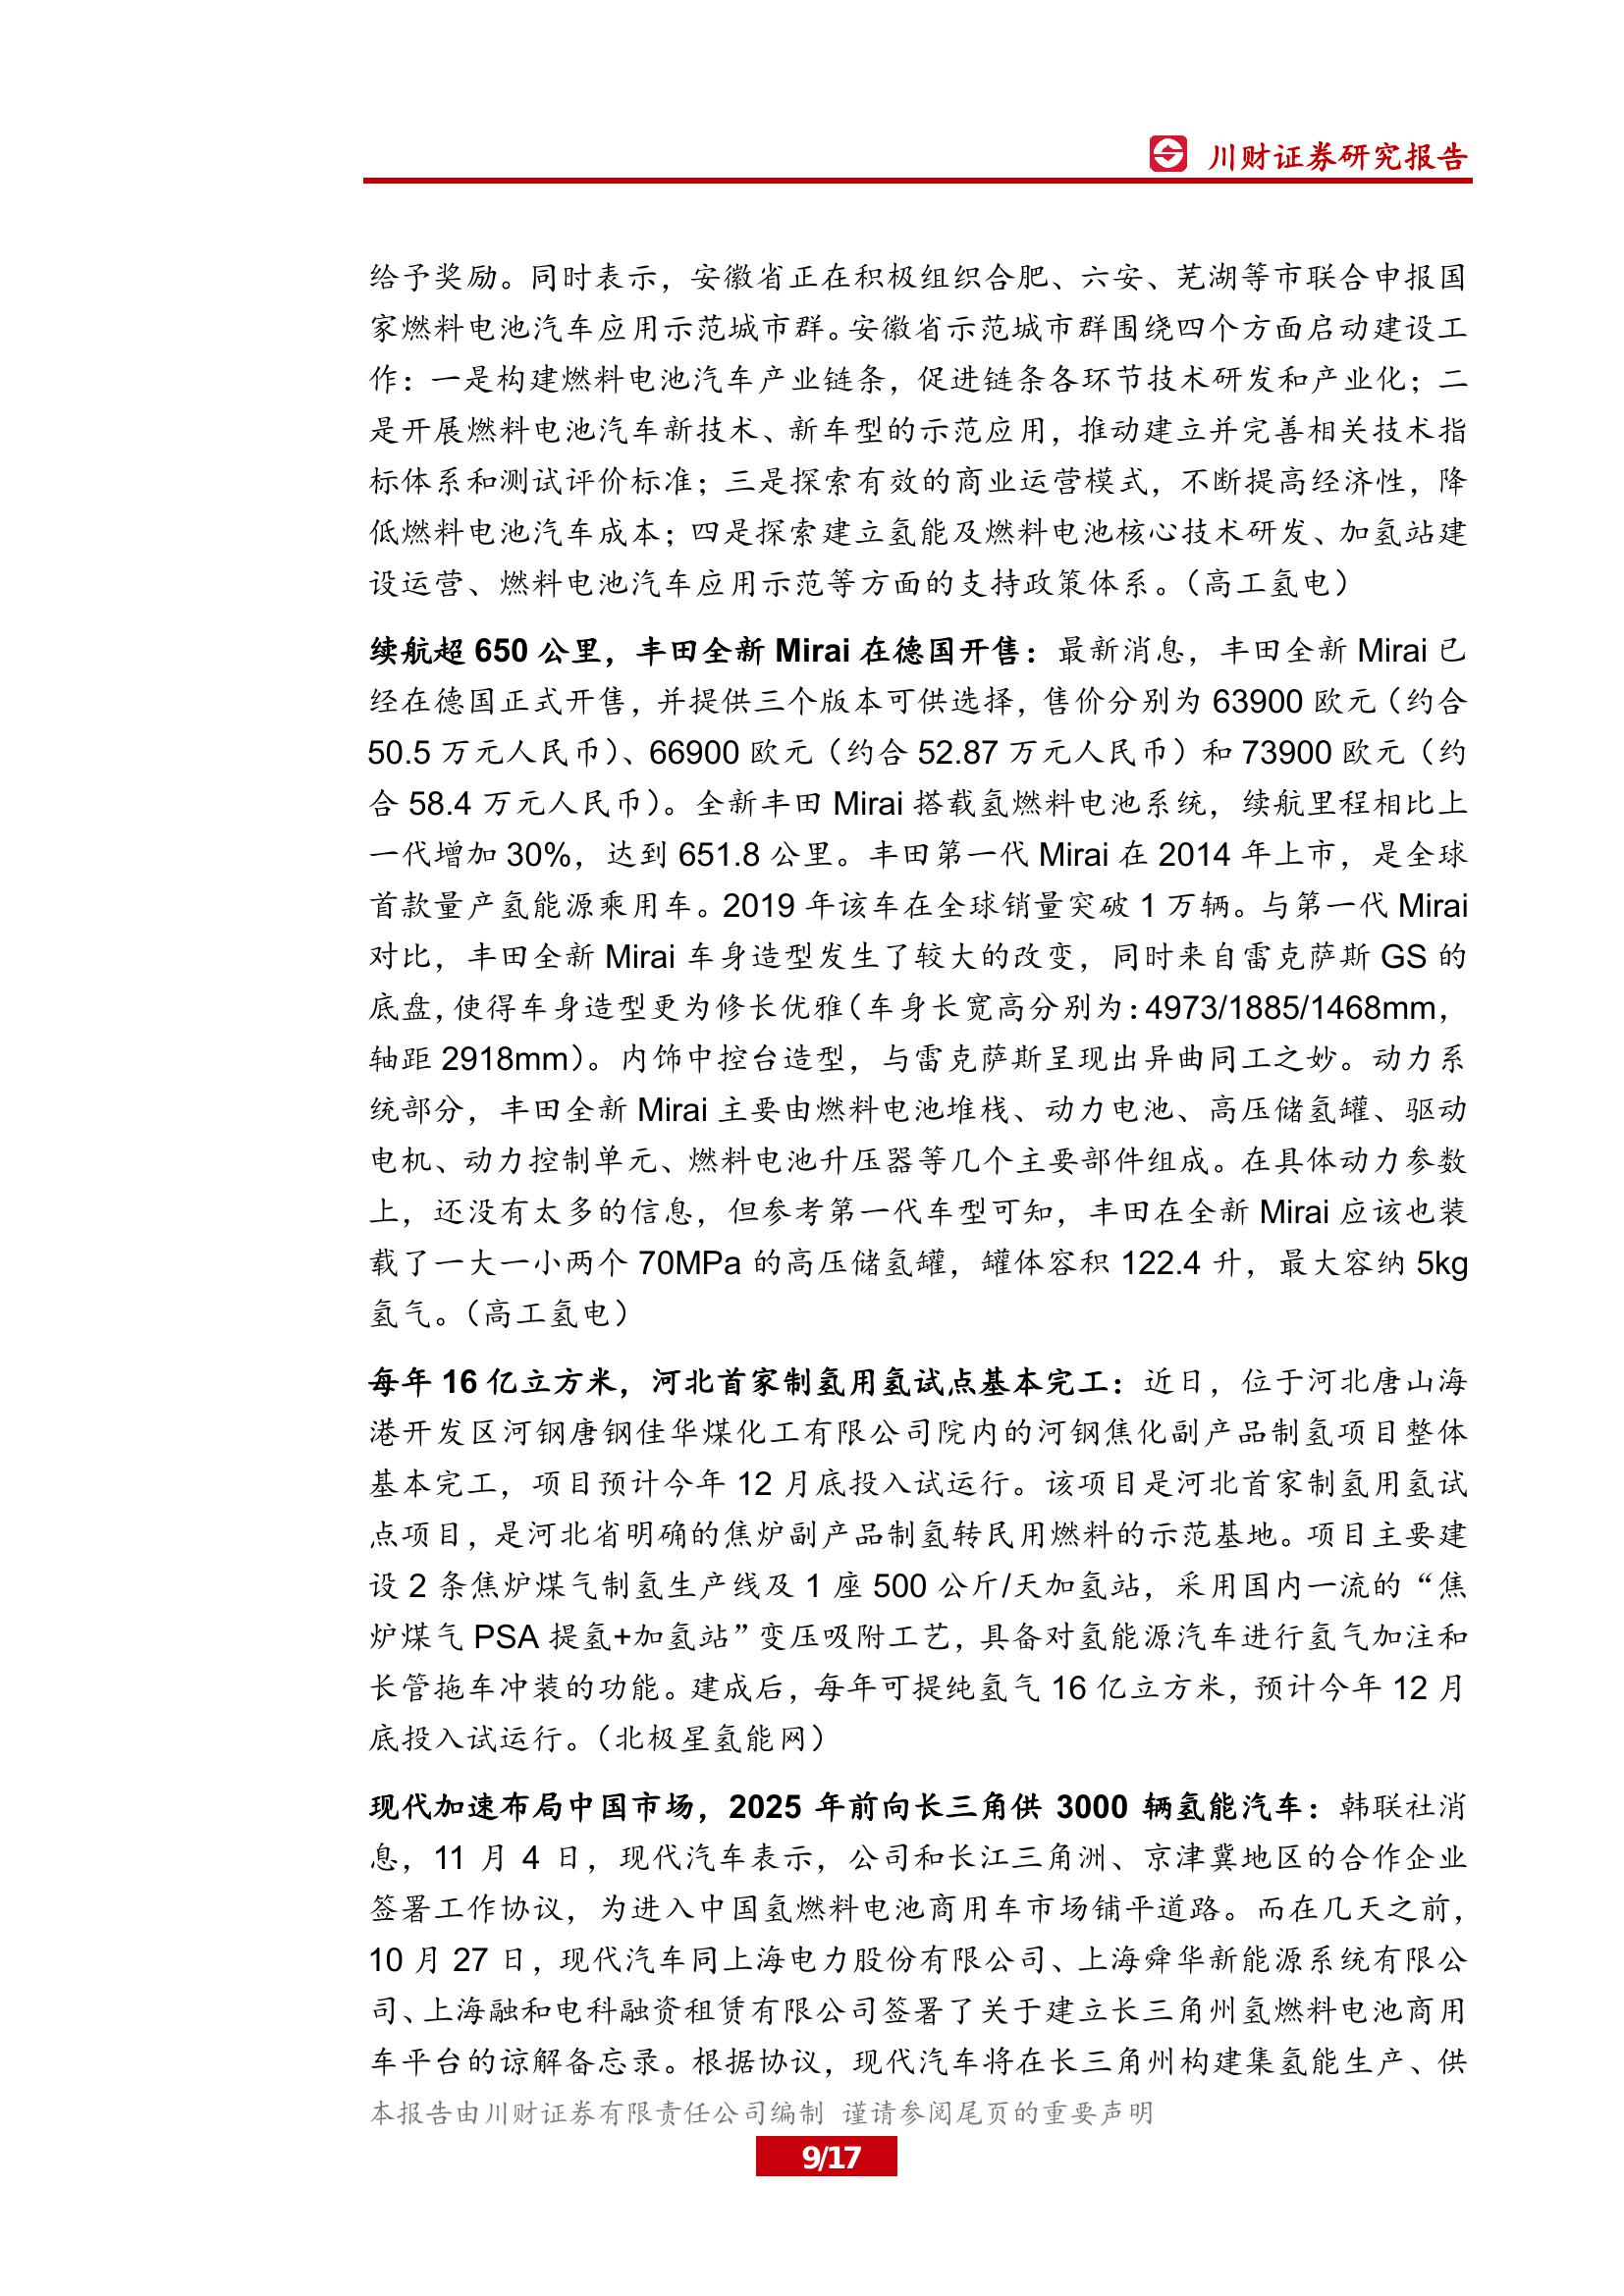 川财证券研究报告
给予奖励。同时表示，安徽省正在积极组织合肥、六安、芜湖等市联合申报国
家燃料电池汽车应用示范城市群。安徽省示范城市群围绕四个方面启动建设工
作：一是构建燃料电池汽车产业链条，促进链条各环节技术研发和产业化；二
是开展燃料电池汽车新技术、新车型的示范应用，推动建立并完善相关技术指
标体系和测试评价标准；三是探索有效的商业运营模式，不断提高经济性，降
低燃料电池汽车成本；四是探索建立氢能及燃料电池核心技术研发、加氢站建
设运营、燃料电池汽车应用示范等方面的支持政策体系。（高工氢电）
续航超 650 公里，丰田全新 Mirai 在德国开售：最新消息，丰田全新 Mirai 已
经在德国正式开售，并提供三个版本可供选择，售价分别为 63900 欧元（约合
50.5 万元人民币）、66900 欧元（约合 52.87 万元人民币）和 73900 欧元（约
合 58.4 万元人民币）。全新丰田 Mirai 搭载氢燃料电池系统，续航里程相比上
一代增加 30%，达到 651.8 公里。丰田第一代 Mirai 在 2014 年上市，是全球
首款量产氢能源乘用车。2019 年该车在全球销量突破 1 万辆。与第一代 Mirai
对比，丰田全新 Mirai 车身造型发生了较大的改变，同时来自雷克萨斯 GS 的
底盘，使得车身造型更为修长优雅（车身长宽高分别为：4973/1885/1468mm，
轴距 2918mm）。内饰中控台造型，与雷克萨斯呈现出异曲同工之妙。动力系
统部分，丰田全新 Mirai 主要由燃料电池堆栈、动力电池、高压储氢罐、驱动
电机、动力控制单元、燃料电池升压器等几个主要部件组成。在具体动力参数
上，还没有太多的信息，但参考第一代车型可知，丰田在全新 Mirai 应该也装
载了一大一小两个 70MPa 的高压储氢罐，罐体容积 122.4 升，最大容纳 5kg
氢气。（高工氢电）
每年 16 亿立方米，河北首家制氢用氢试点基本完工：近日，位于河北唐山海
港开发区河钢唐钢佳华煤化工有限公司院内的河钢焦化副产品制氢项目整体
基本完工，项目预计今年 12 月底投入试运行。该项目是河北首家制氢用氢试
点项目，是河北省明确的焦炉副产品制氢转民用燃料的示范基地。项目主要建
设 2 条焦炉煤气制氢生产线及 1 座 500 公斤/天加氢站，采用国内一流的“焦
炉煤气 PSA 提氢+加氢站”变压吸附工艺，具备对氢能源汽车进行氢气加注和
长管拖车冲装的功能。建成后，每年可提纯氢气 16 亿立方米，预计今年 12 月
底投入试运行。（北极星氢能网）
现代加速布局中国市场，2025 年前向长三角供 3000 辆氢能汽车：韩联社消
息，11 月 4 日，现代汽车表示，公司和长江三角洲、京津冀地区的合作企业
签署工作协议，为进入中国氢燃料电池商用车市场铺平道路。而在几天之前，
10 月 27 日，现代汽车同上海电力股份有限公司、上海舜华新能源系统有限公
司、上海融和电科融资租赁有限公司签署了关于建立长三角州氢燃料电池商用
车平台的谅解备忘录。根据协议，现代汽车将在长三角州构建集氢能生产、供
本报告由川财证券有限责任公司编制 谨请参阅尾页的重要声明
9/17